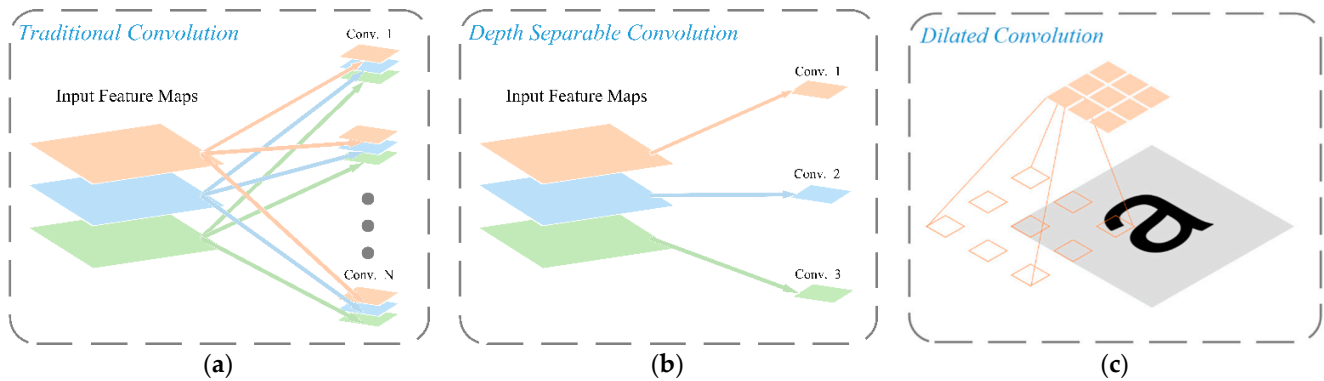 Traditional Convolution
Conv. 1
Input Feature Maps
Conv. N
(a)
Depth Separable Convolution
Conv. 1
Input Feature Maps
Conv. 2
Conv. 3
(b)
Dilated Convolution
a
(c)